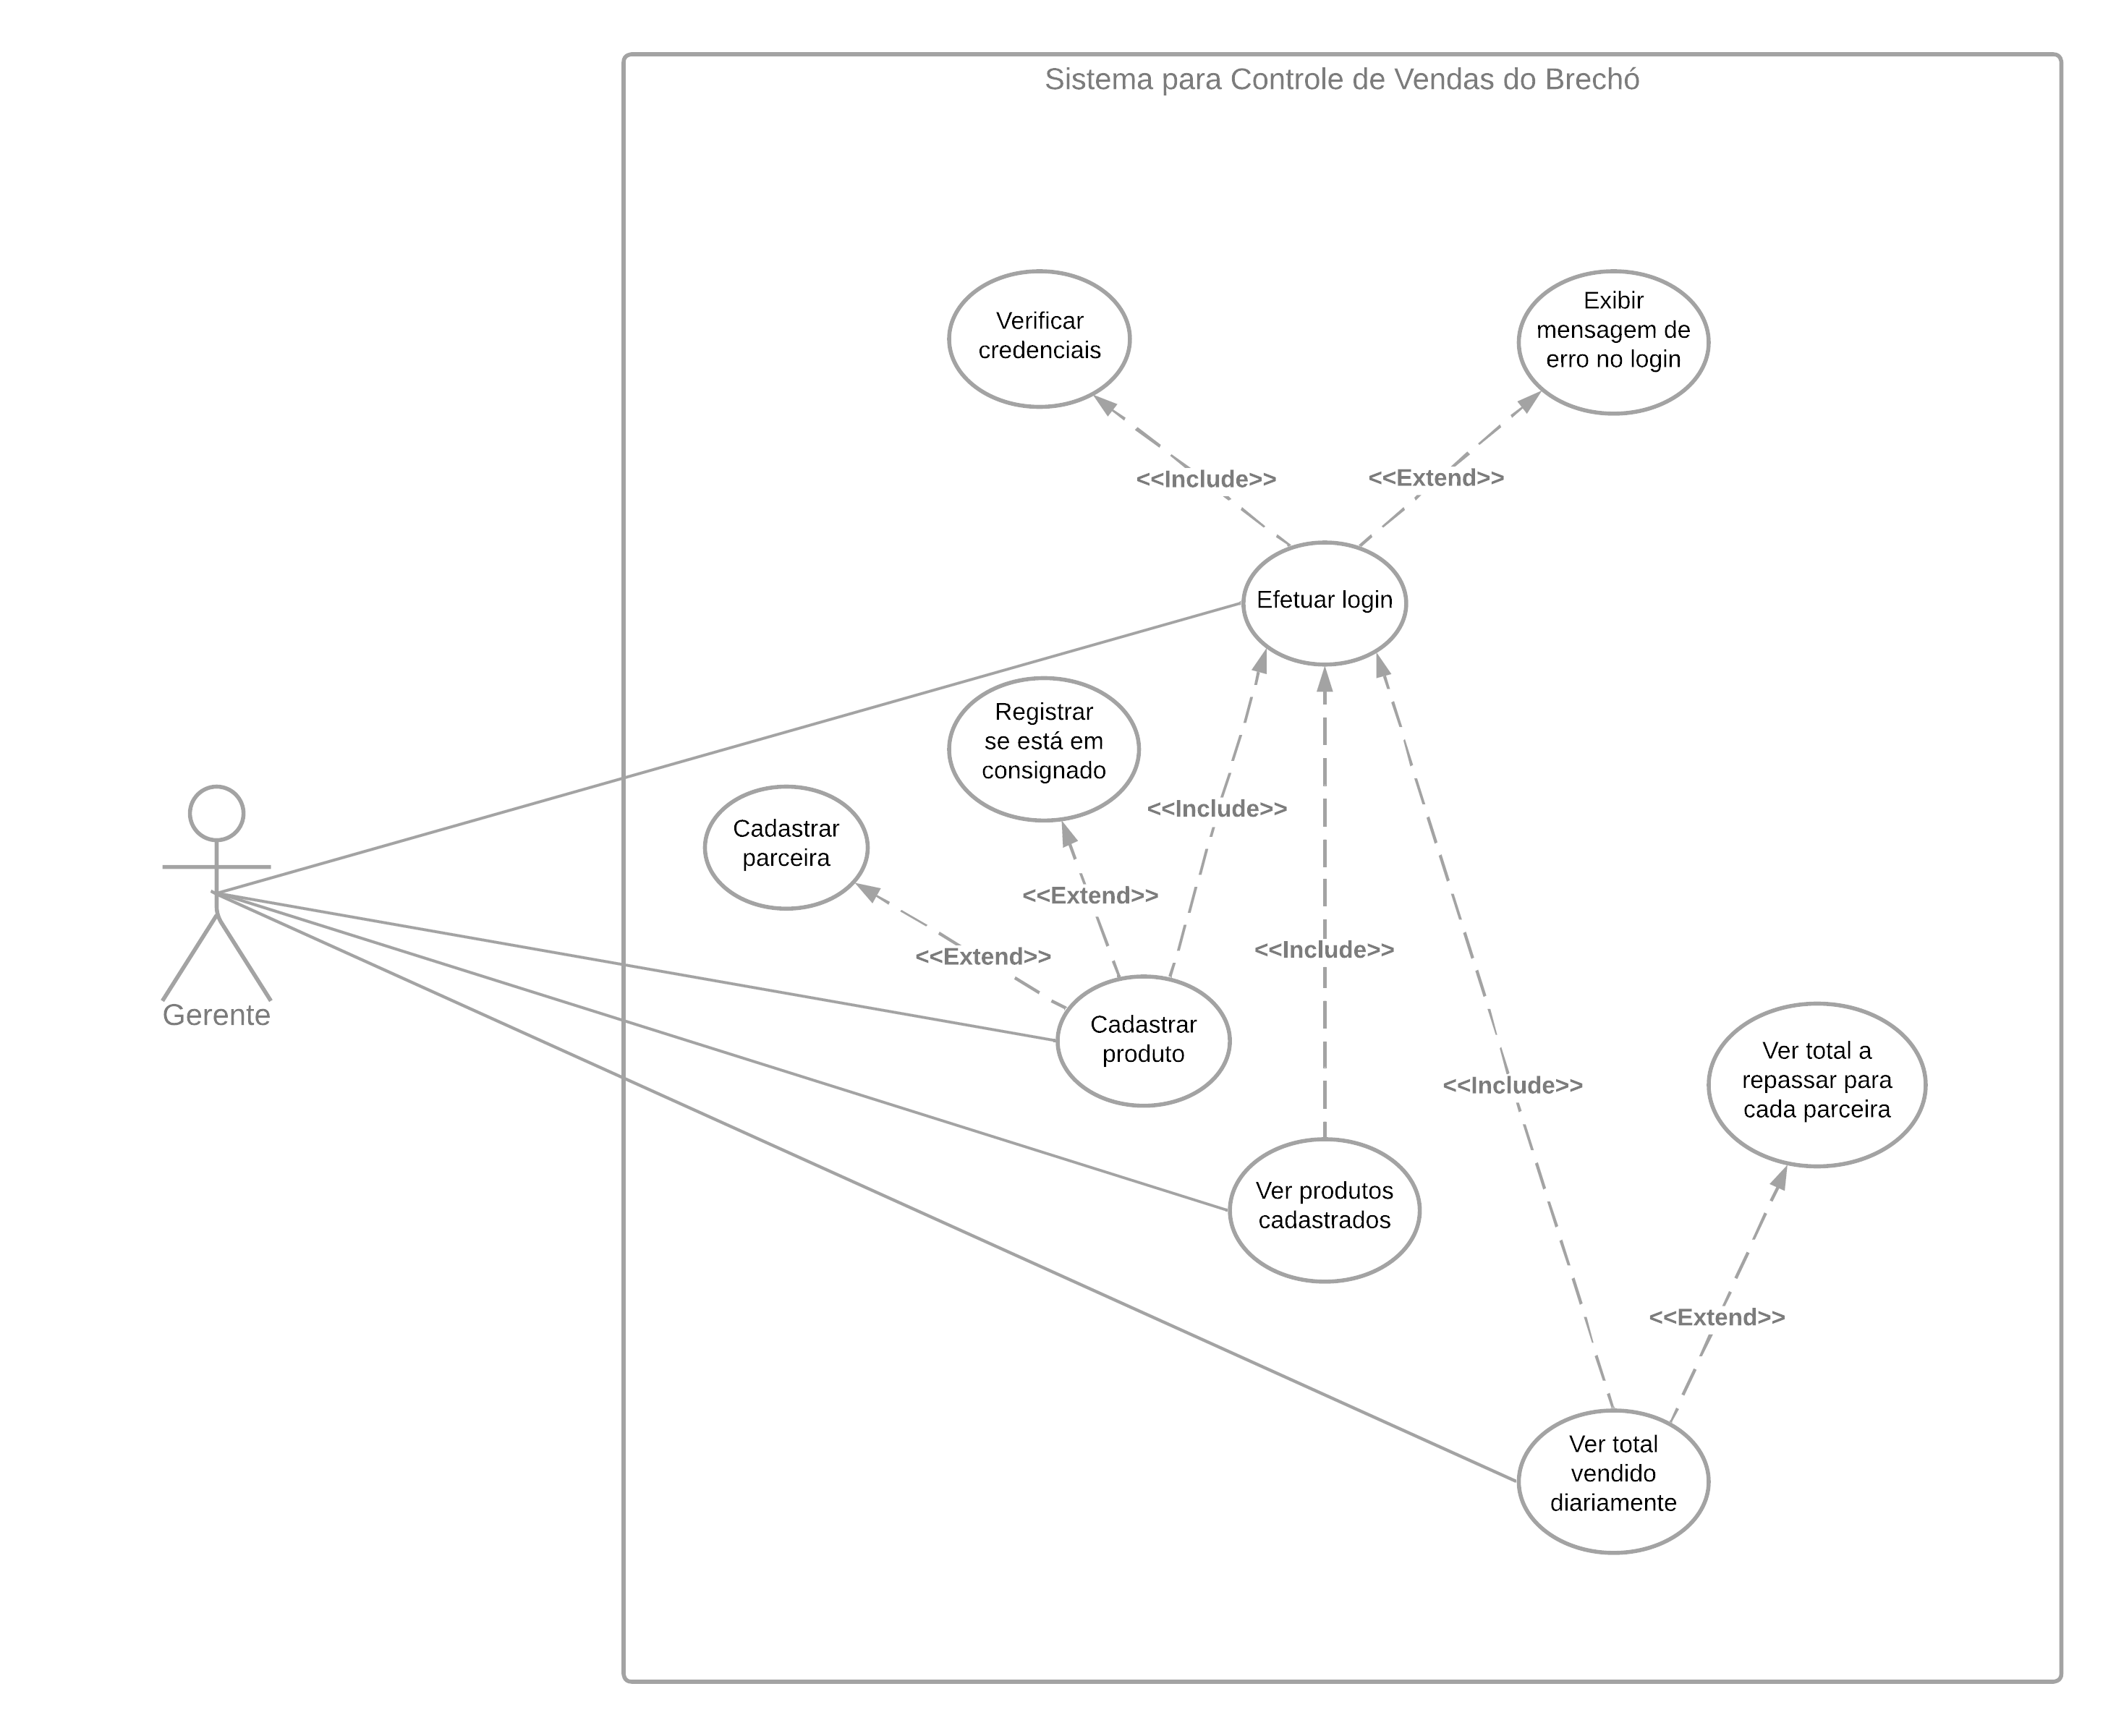 Sistema para Controle de Vendas do Brechó
Verificar
credenciais
Exibir
mensagem de
erro no login
<<Include>>
<<Extend>>
Efetuar login
Registrar
se está em
consignado
<<Include>>
Cadastrar
parceira
<<Extend>>
<<Extend>>
<<Include>>
Gerente
Cadastrar
produto
<<Include>>
Ver total a
repassar para
cada parceira
Ver produtos
cadastrados
<<Extend>>
Ver total
vendido
diariamente